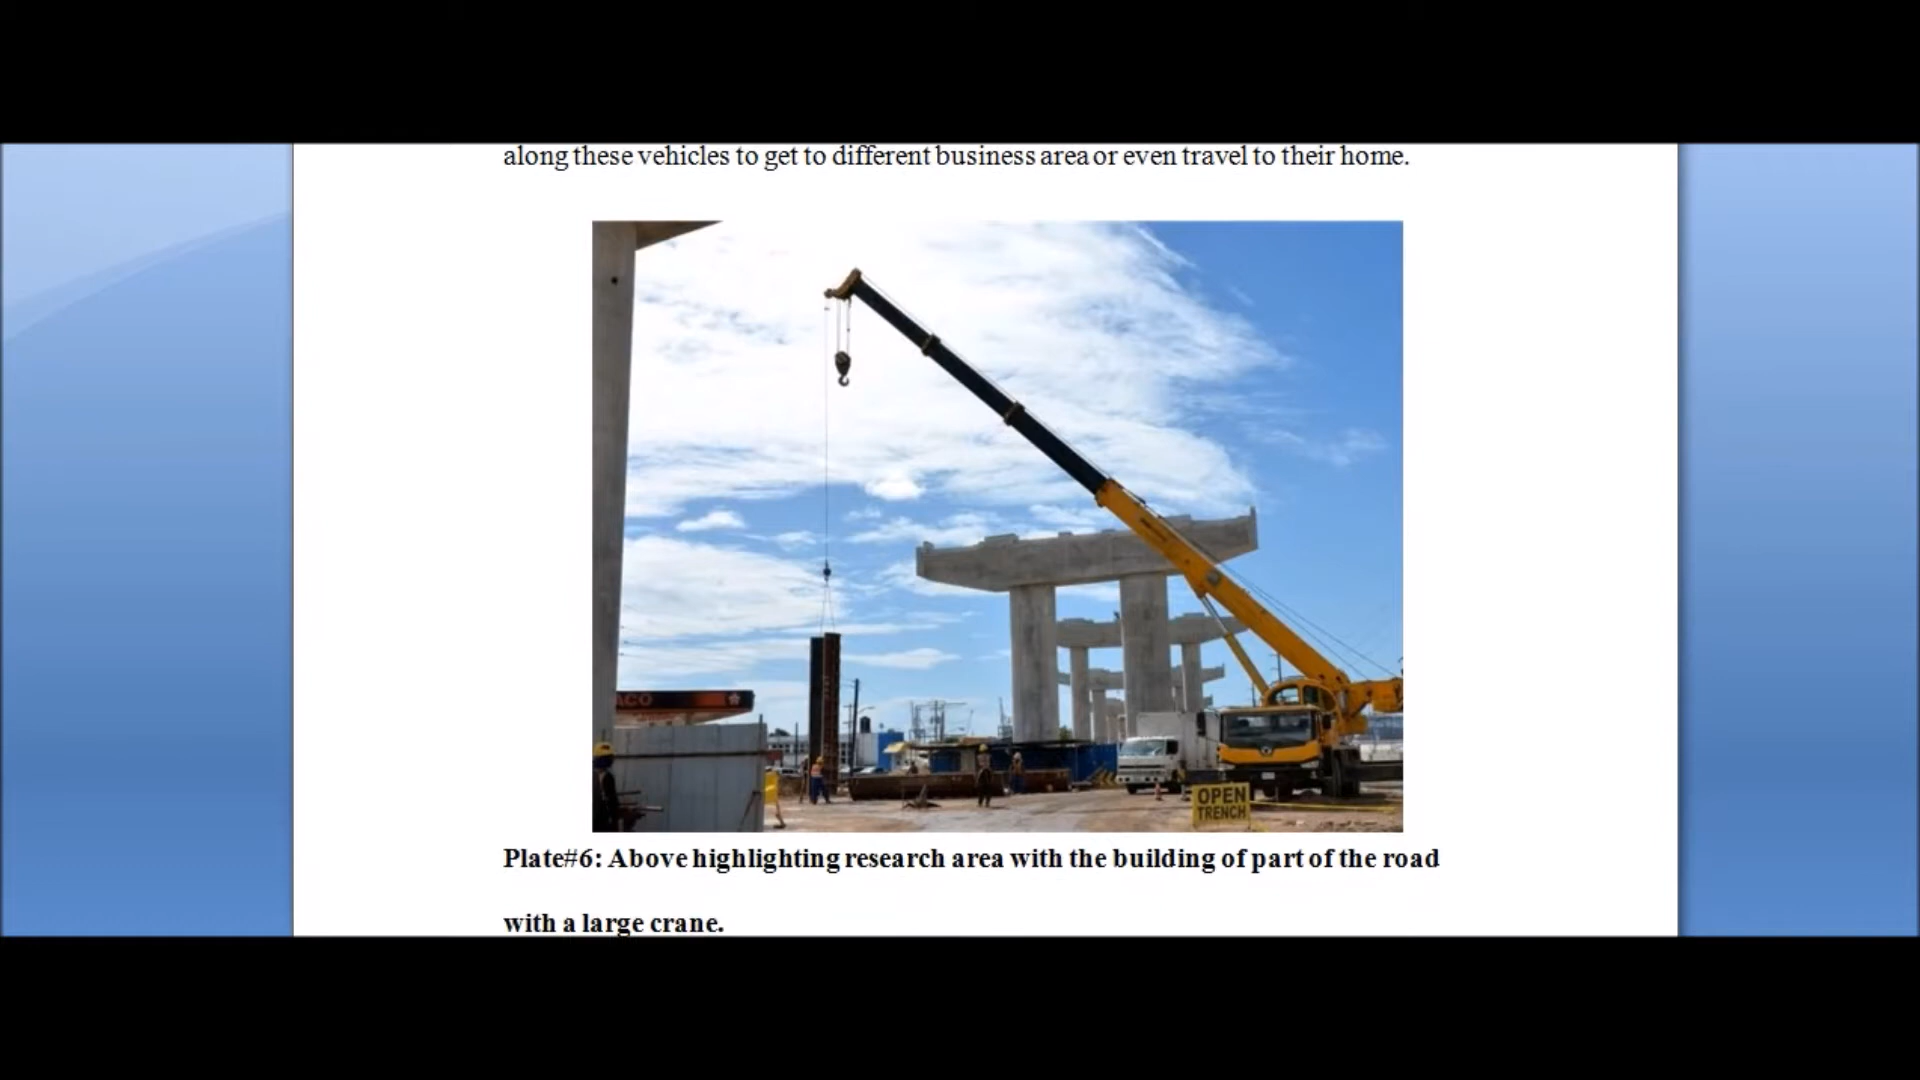 along these vehicles to get to different business area or even travel to their home.
ACO
OPEN
TRENCH
Plate#6: Above highlighting research area with the building of part of the road
with a large crane.